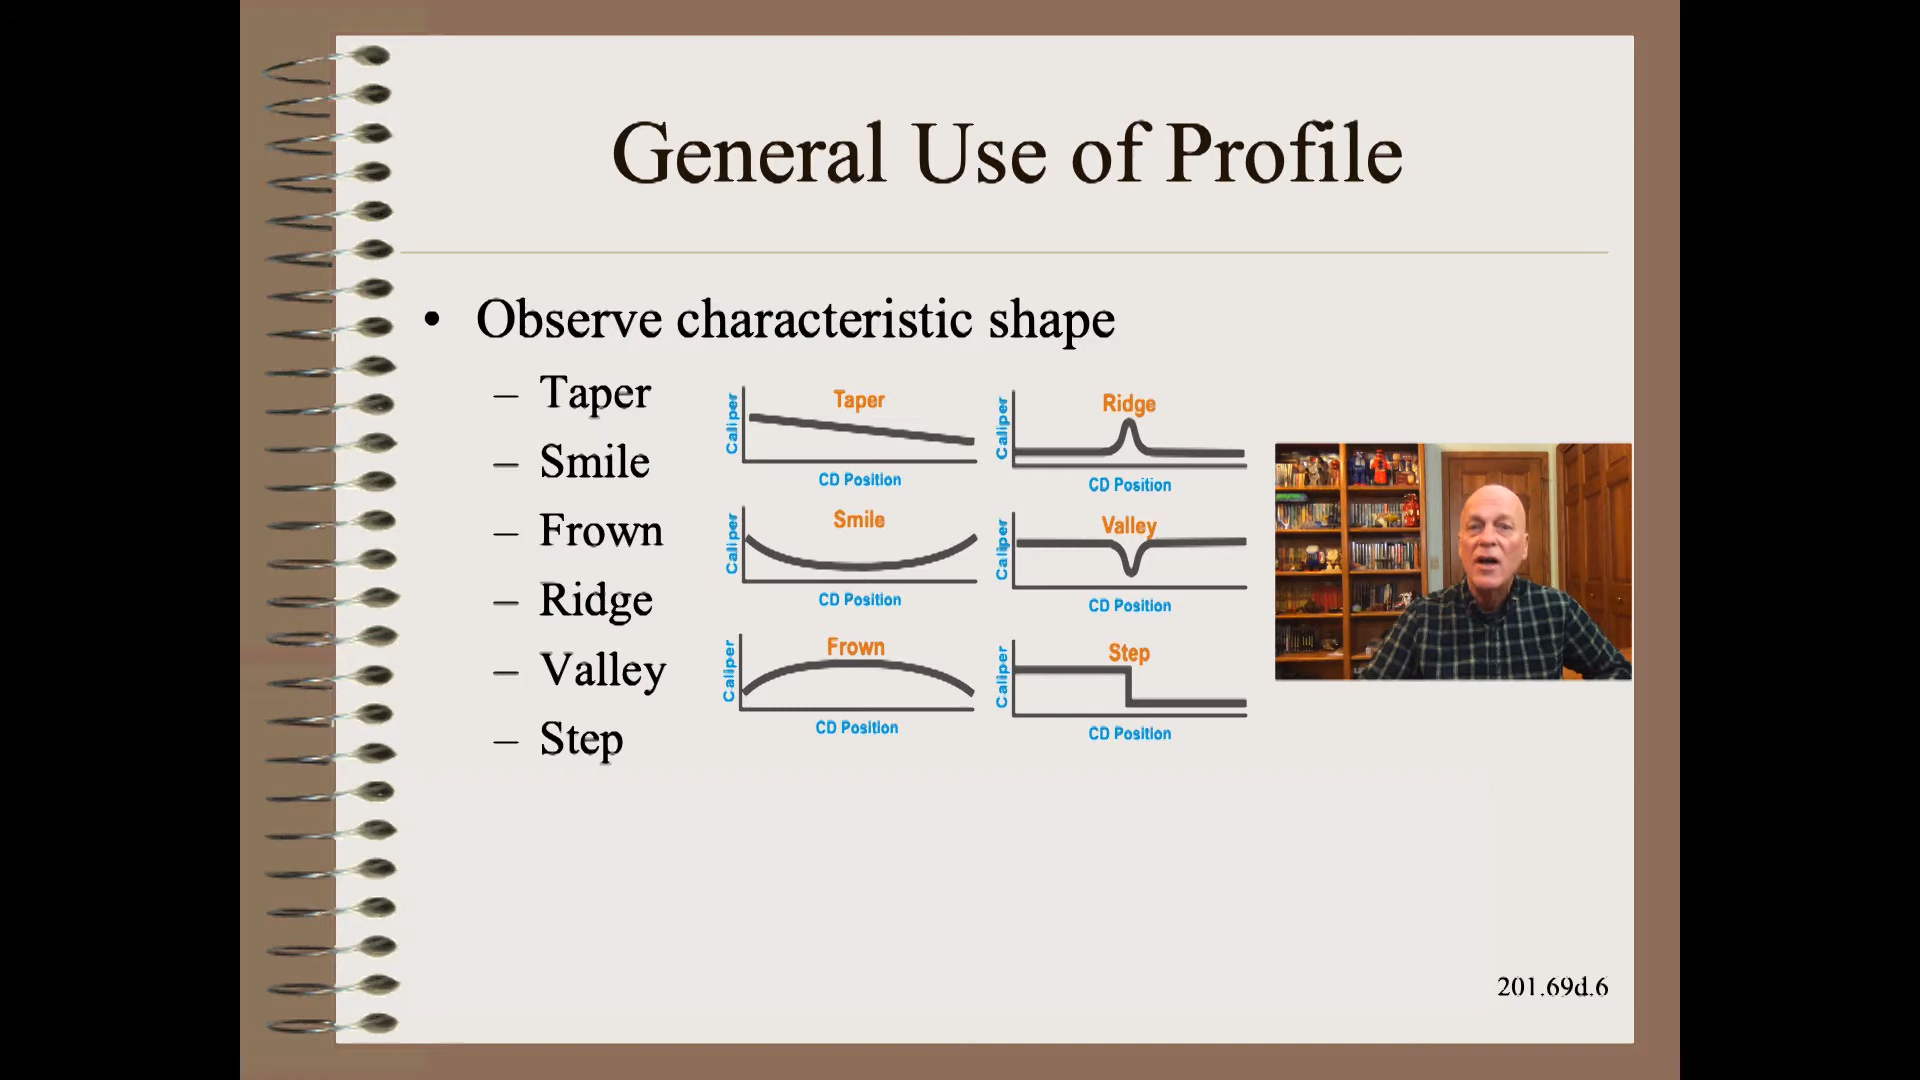 General Use of Profile
• Observe characteristic shape
– Taper
– Smile
– Frown
– Ridge
– Valley
– Step
Taper
Caliper
CD Position
Ridge
Caliper
CD Position
Smile
Caliper
CD Position
Valley
Caliper
CD Position
Frown
Caliper
CD Position
Step
Caliper
CD Position
201.69d.6